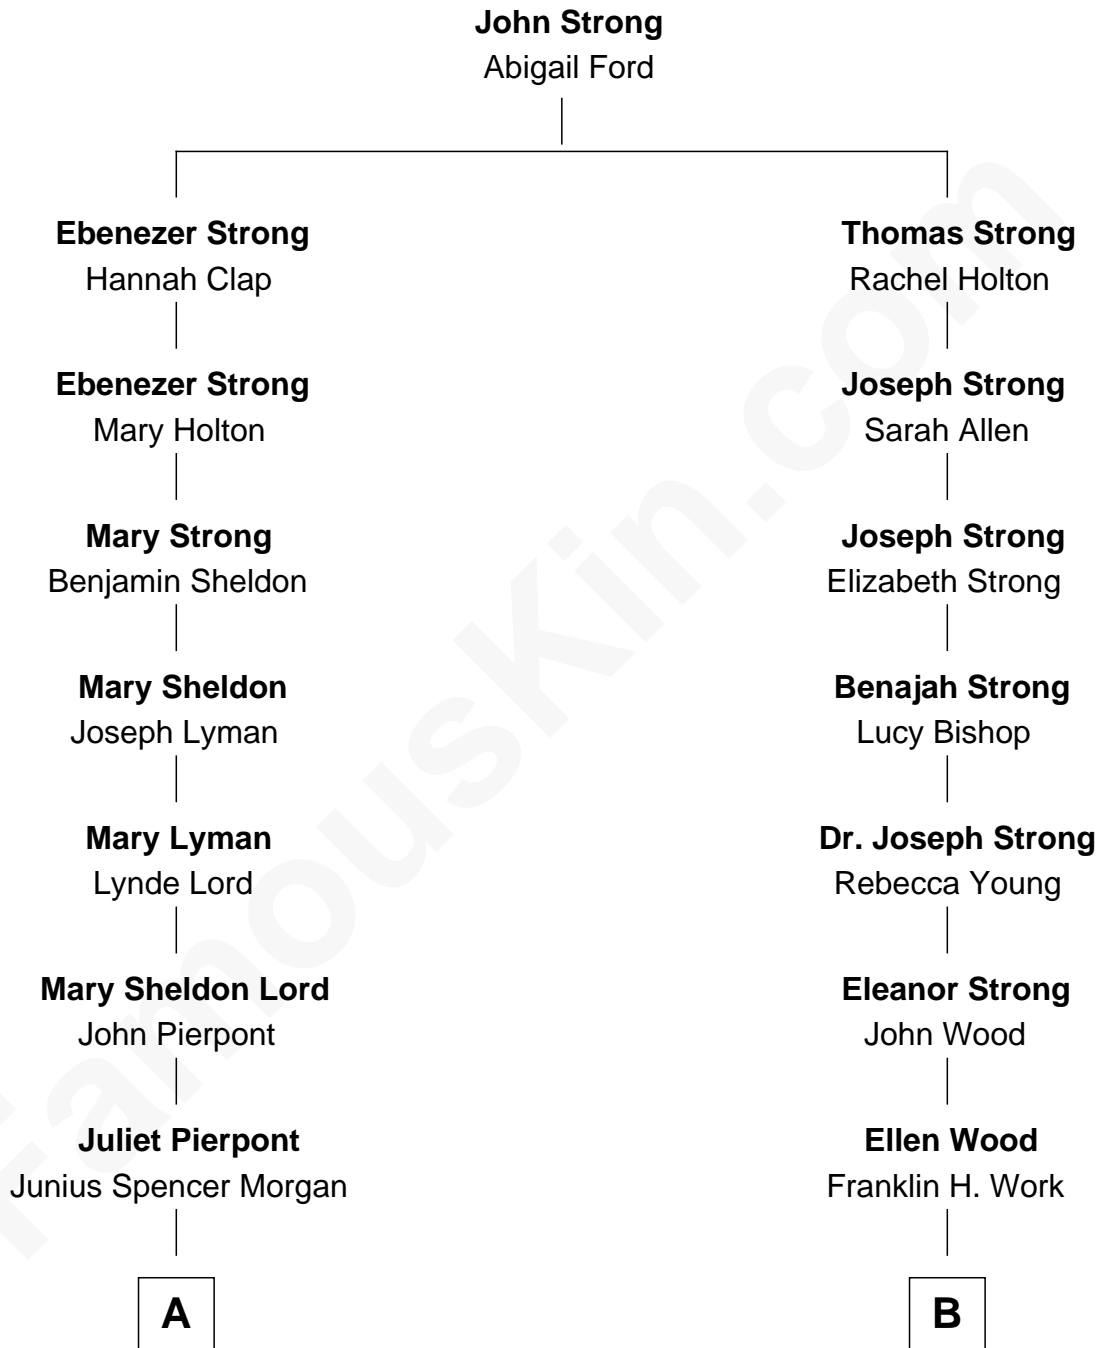 John Strong
Abigail Ford
Ebenezer Strong
Hannah Clap
Thomas Strong
Rachel Holton
Ebenezer Strong
Mary Holton
Joseph Strong
Sarah Allen
Mary Strong
Benjamin Sheldon
Joseph Strong
Elizabeth Strong
Mary Sheldon
Joseph Lyman
Benajah Strong
Lucy Bishop
Mary Lyman
Lynde Lord
Dr. Joseph Strong
Rebecca Young
Mary Sheldon Lord
John Pierpont
Eleanor Strong
John Wood
Juliet Pierpont
Junius Spencer Morgan
Ellen Wood
Franklin H. Work
A
B
FamousKin.com